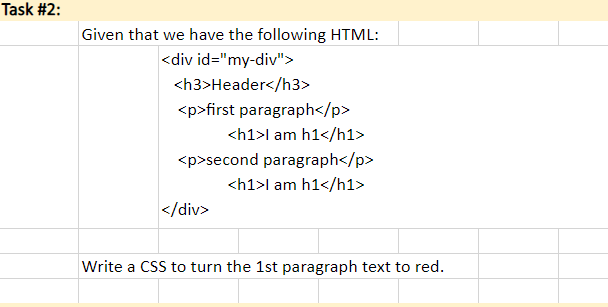 Task #2:
Given that we have the following HTML:
<div id="my-div">
<h3>Header</h3>
<p>first paragraph</p>
<h1>I am h1</h1>
<p>second paragraph</p>
<h1>I am h1</h1>
</div>
Write a CSS to turn the 1st paragraph text to red.